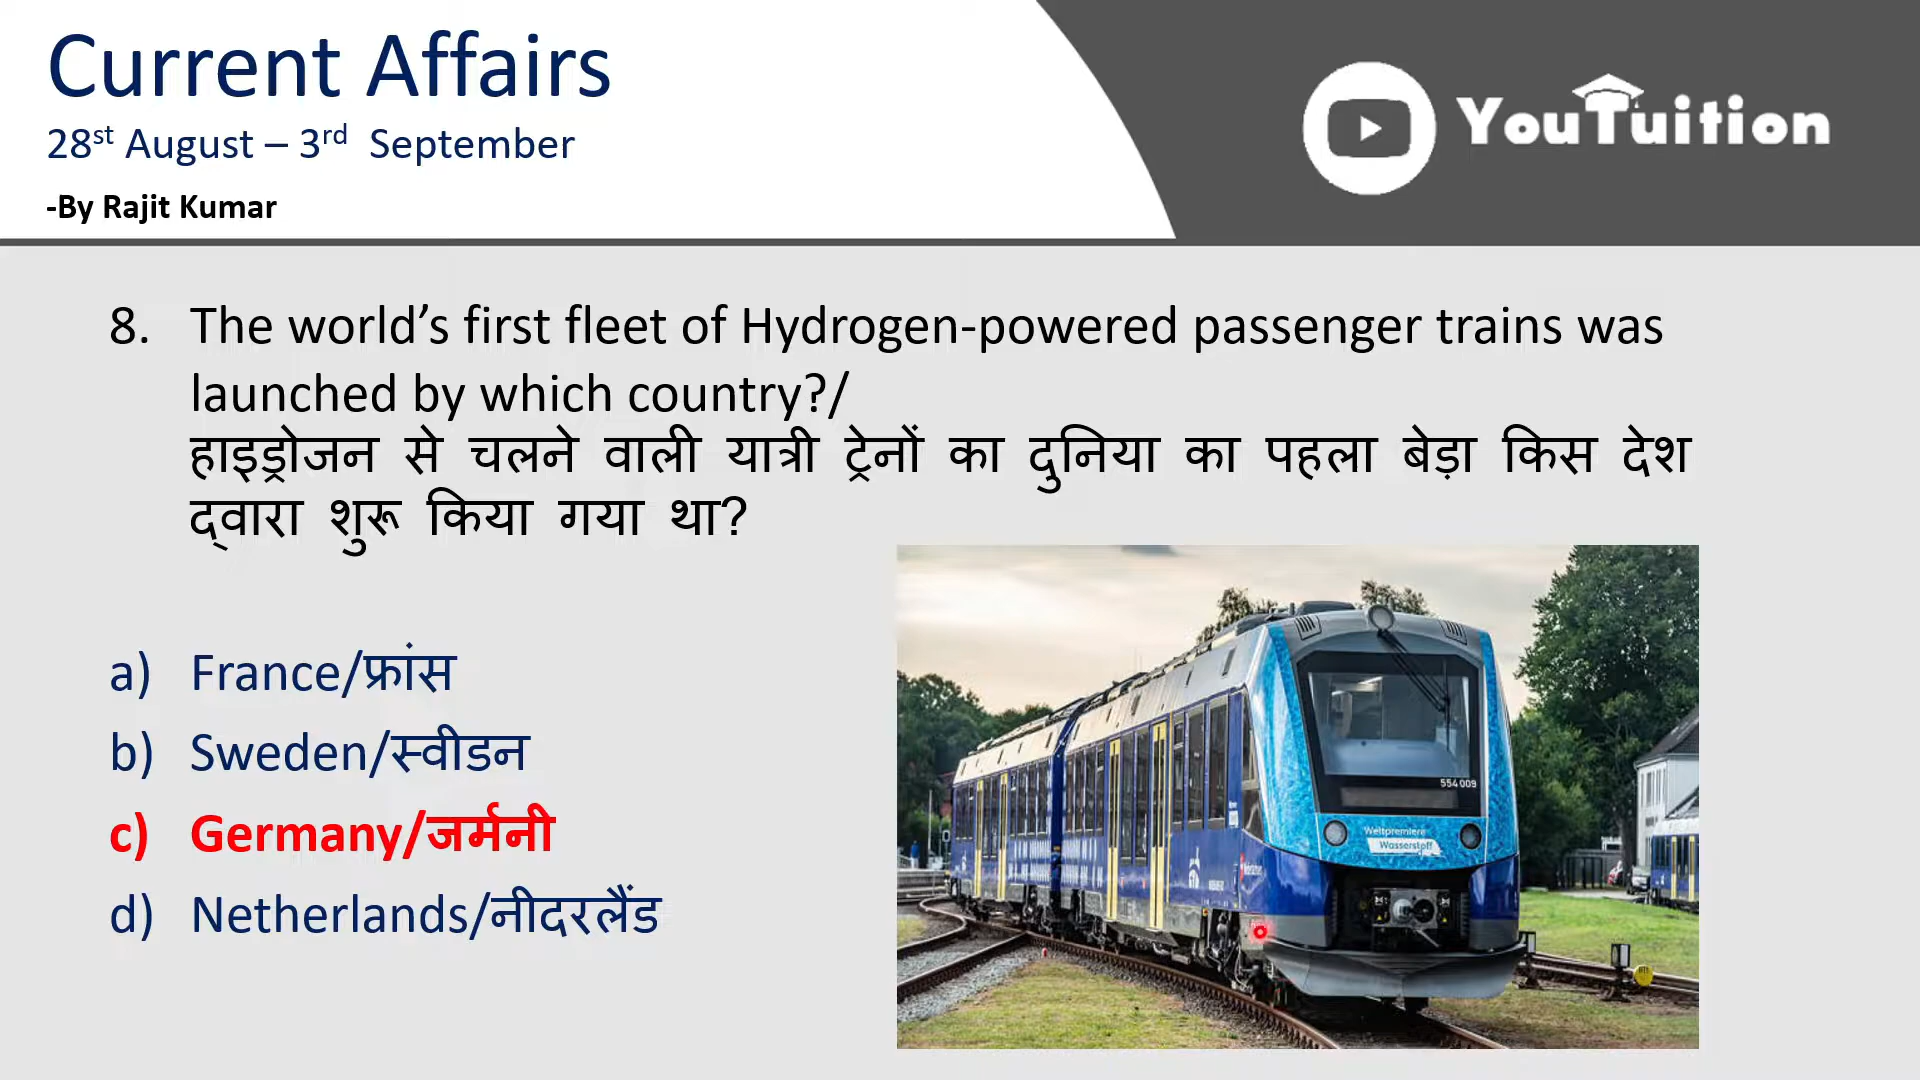 Current Affairs
28st August – 3rd September
-By Rajit Kumar
YouTuition
8. The world’s first fleet of Hydrogen-powered passenger trains was
launched by which country?/
हाइड्रोजन से चलने वाली यात्री ट्रेनों का दुनिया का पहला बेड़ा किस देश
द्वारा शुरू किया गया था?
a) France/फ्रांस
b) Sweden/स्वीडन
c) Germany/जर्मनी
d) Netherlands/नीदरलैंड
554 009
Weltpremiere
Wasserstoff